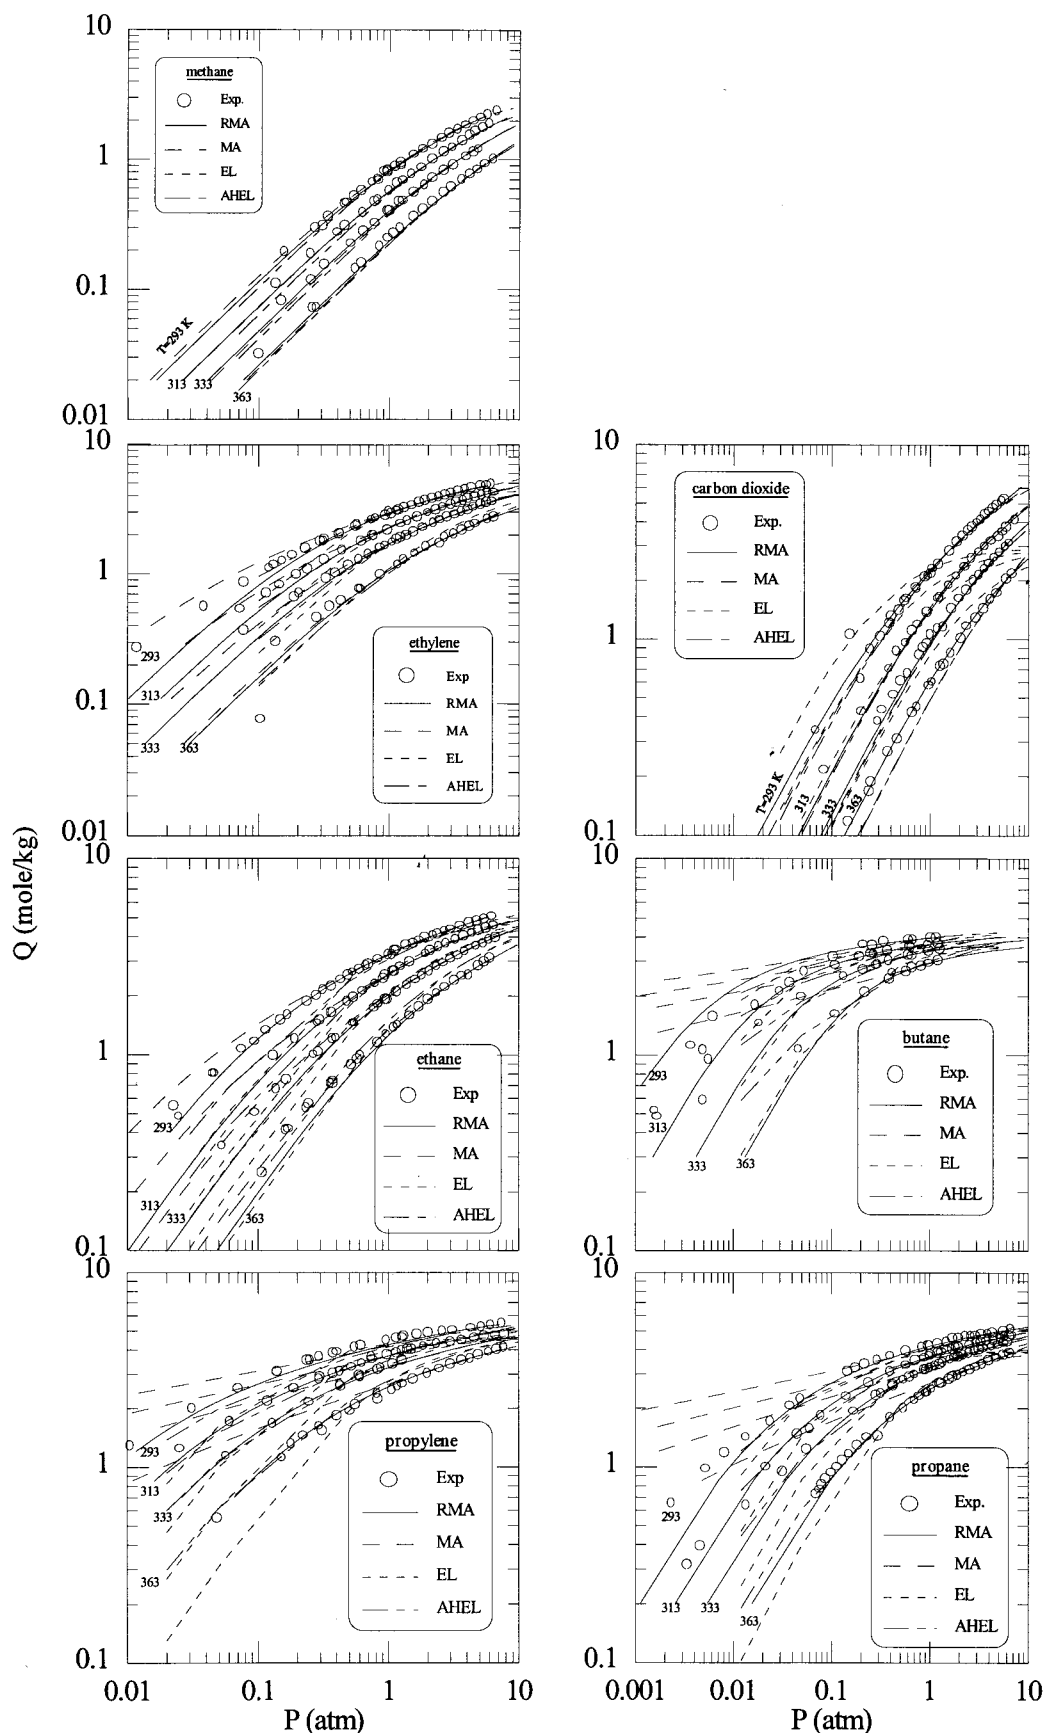 10
methane
Exp.
RMA
MA
EL
AHEL
1
0.1
T=293 K
313
333
363
0.01
10
1
293
ethylene
Exp
RMA
MA
EL
AHEL
313
0.1
333
363
0.01
10
carbon dioxide
Exp.
RMA
MA
EL
AHEL
1
T=293 K
313
333
363
0.1
Q (mole/kg)
10
1
ethane
Exp
RMA
MA
EL
AHEL
293
313
333
363
0.1
10
1
butane
Exp.
RMA
MA
EL
AHEL
293
313
333
363
0.1
10
1
propylene
Exp
RMA
MA
EL
AHEL
293
313
333
363
0.1
0.01
0.1
1
10
P (atm)
10
1
propane
Exp.
RMA
MA
EL
AHEL
293
313
333
363
0.1
0.001
0.01
0.1
1
10
P (atm)